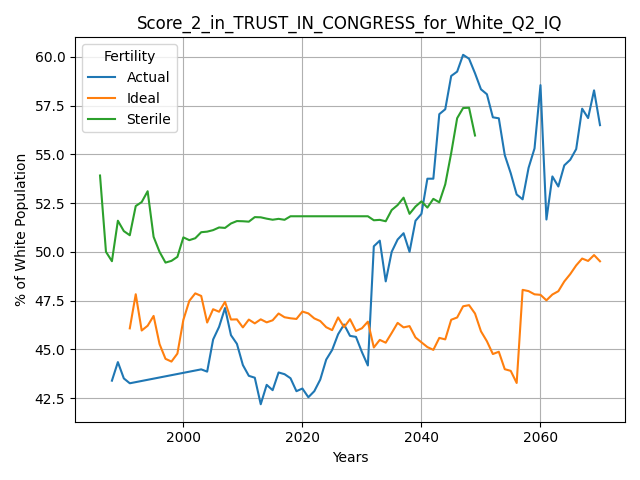 Score_2_in_TRUST_IN_CONGRESS_for_White_Q2_IQ
Fertility
Actual
Ideal
Sterile
% of White Population
60.0
57.5
55.0
52.5
50.0
47.5
45.0
42.5
2000 2020 2040 2060
Years